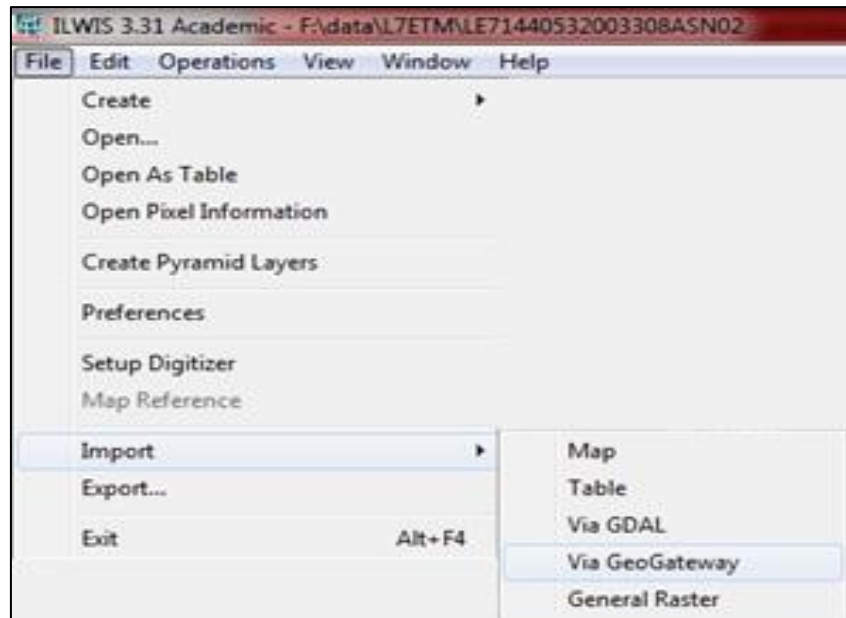 ILWIS 3.31 Academic - F:\data\L7ETM\LE71440532003308ASN02
File Edit Operations View Window Help
Create
Open...
Open As Table
Open Pixel Information
Create Pyramid Layers
Preferences
Setup Digitizer
Map Reference
Import
Export...
Exit Alt+F4
Map
Table
Via GDAL
Via GeoGateway
General Raster